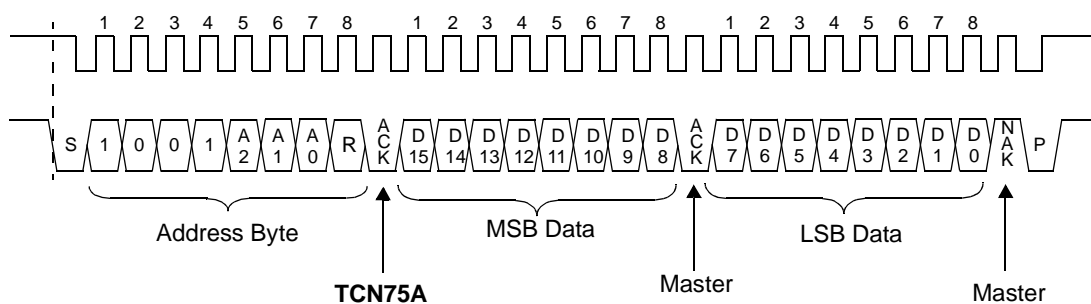 1 2 3 4 5 6 7 8 1 2 3 4 5 6 7 8 1 2 3 4 5 6 7 8
S 1 0 0 1 A2 A1 A0 R ACK D15 D14 D13 D12 D11 D10 D9 D8 ACK D7 D6 D5 D4 D3 D2 D1 D0 NAK P
Address Byte MSB Data LSB Data
TCN75A Master Master